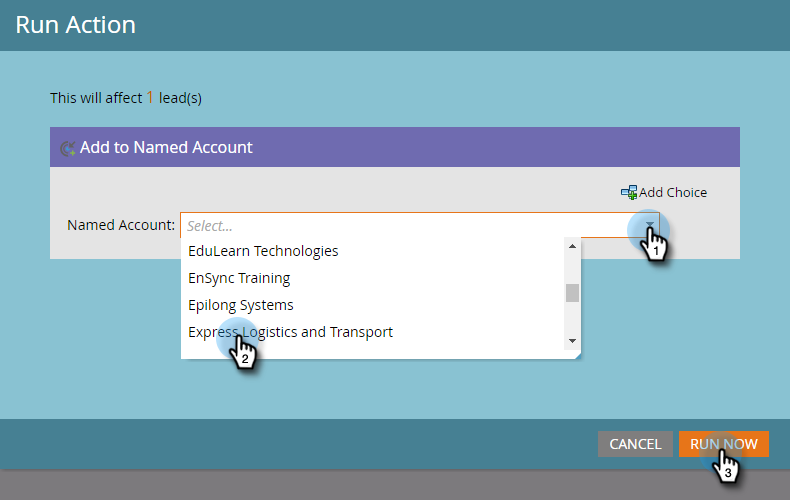 Run Action
This will affect 1 lead(s)
Add to Named Account
Add Choice
Named Account: Select...
1
EduLearn Technologies
EnSync Training
Epilong Systems
Express Logistics and Transport
2
CANCEL RUN NOW
3